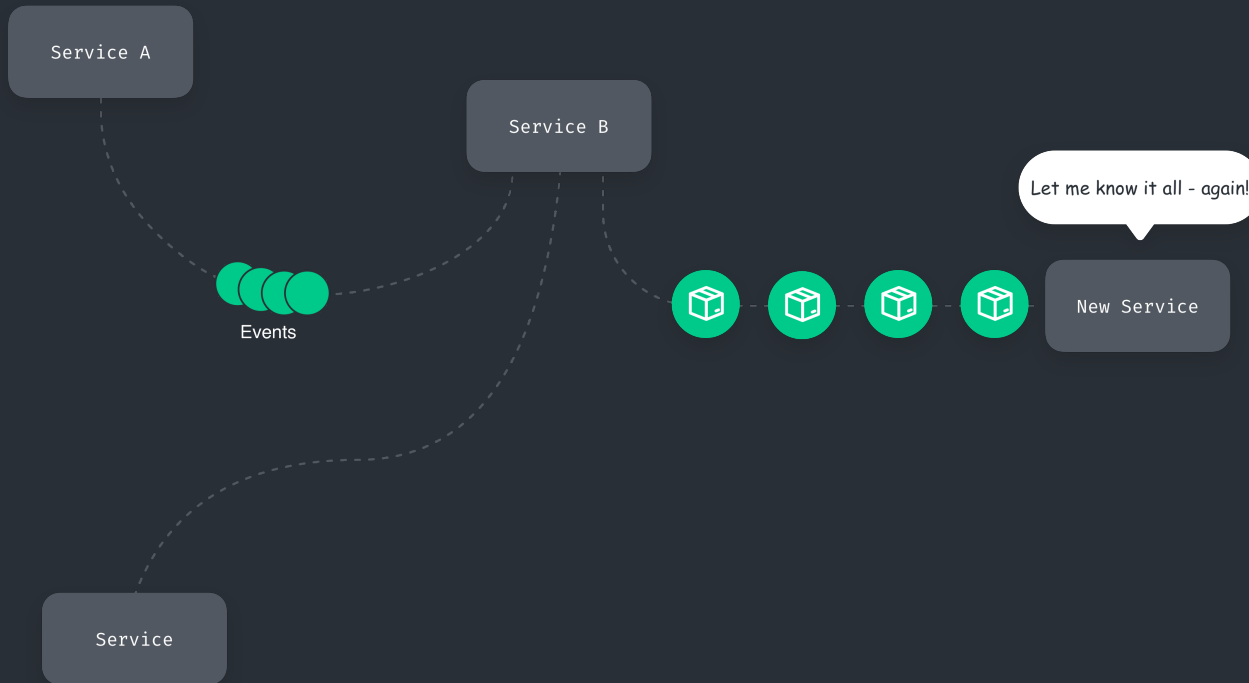 Service A
Service B
Let me know it all - again!
Events
New Service
Service